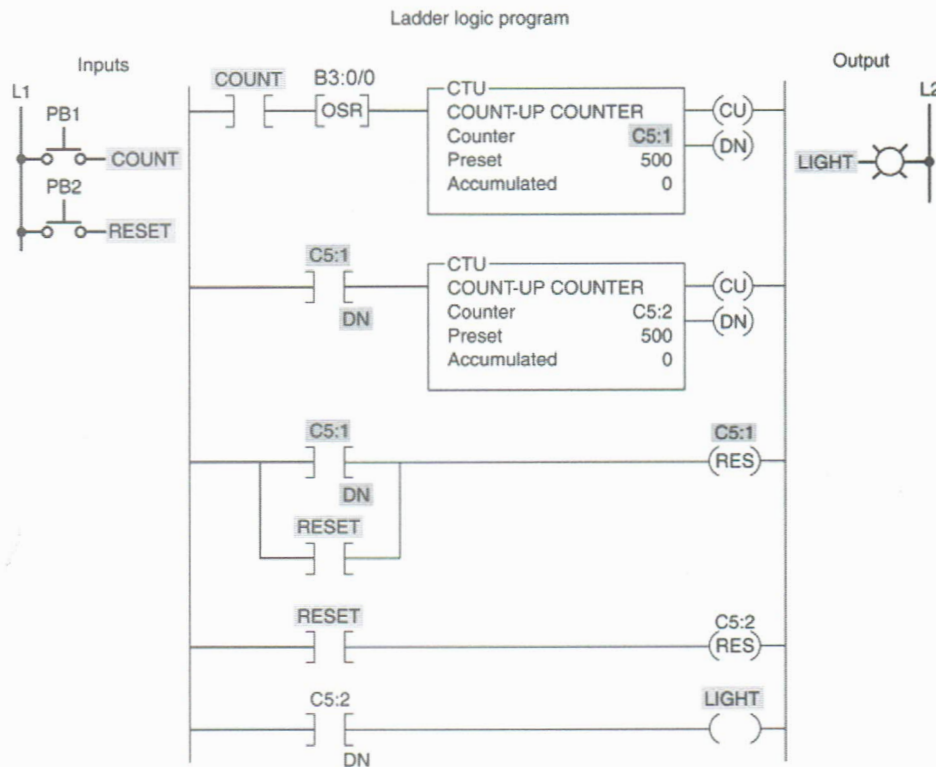 Ladder logic program
Inputs
Output
L1
L2
PB1
COUNT
PB2
RESET
COUNT
B3:0/0
OSR
CTU
COUNT-UP COUNTER
Counter C5:1
Preset 500
Accumulated 0
CU
DN
LIGHT
C5:1
DN
CTU
COUNT-UP COUNTER
Counter C5:2
Preset 500
Accumulated 0
CU
DN
C5:1
DN
RESET
C5:1
RES
RESET
C5:2
RES
C5:2
DN
LIGHT